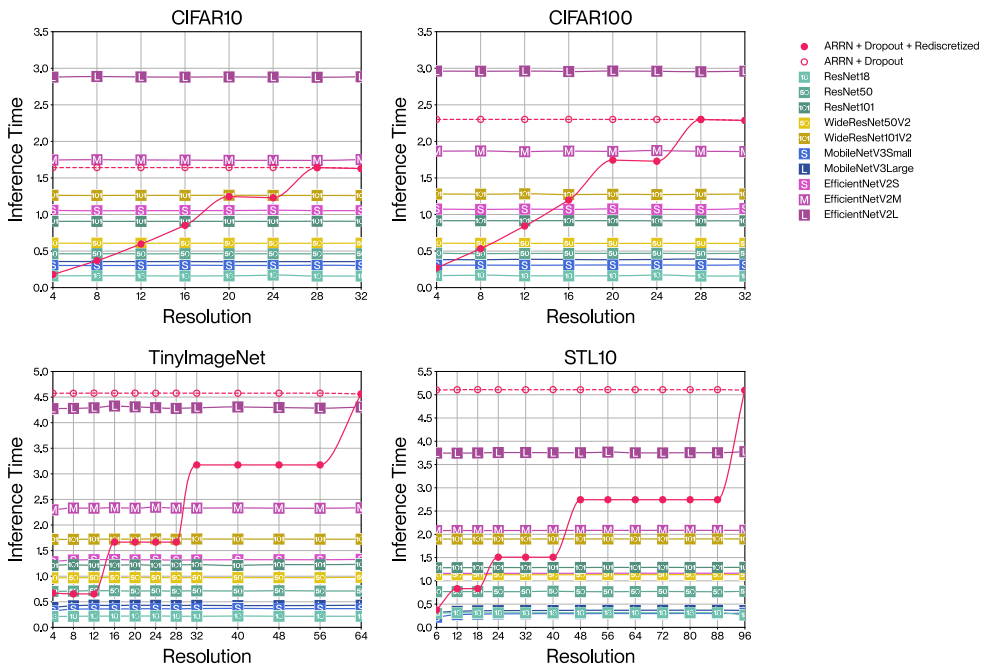 CIFAR10
3.5
3.0
2.5
2.0
1.5
1.0
0.5
0.0
Inference Time
4 8 12 16 20 24 28 32
Resolution
CIFAR100
3.5
3.0
2.5
2.0
1.5
1.0
0.5
0.0
Inference Time
4 8 12 16 20 24 28 32
Resolution
ARRN + Dropout + Rediscretized
ARRN + Dropout
18 ResNet18
50 ResNet50
101 ResNet101
50 WideResNet50V2
101 WideResNet101V2
S MobileNetV3Small
L MobileNetV3Large
S EfficientNetV2S
M EfficientNetV2M
L EfficientNetV2L
TinyImageNet
5.0
4.5
4.0
3.5
3.0
2.5
2.0
1.5
1.0
0.5
0.0
Inference Time
4 8 12 16 20 24 28 32 40 48 56 64
Resolution
STL10
5.5
5.0
4.5
4.0
3.5
3.0
2.5
2.0
1.5
1.0
0.5
0.0
Inference Time
6 12 18 24 32 40 48 56 64 72 80 88 96
Resolution